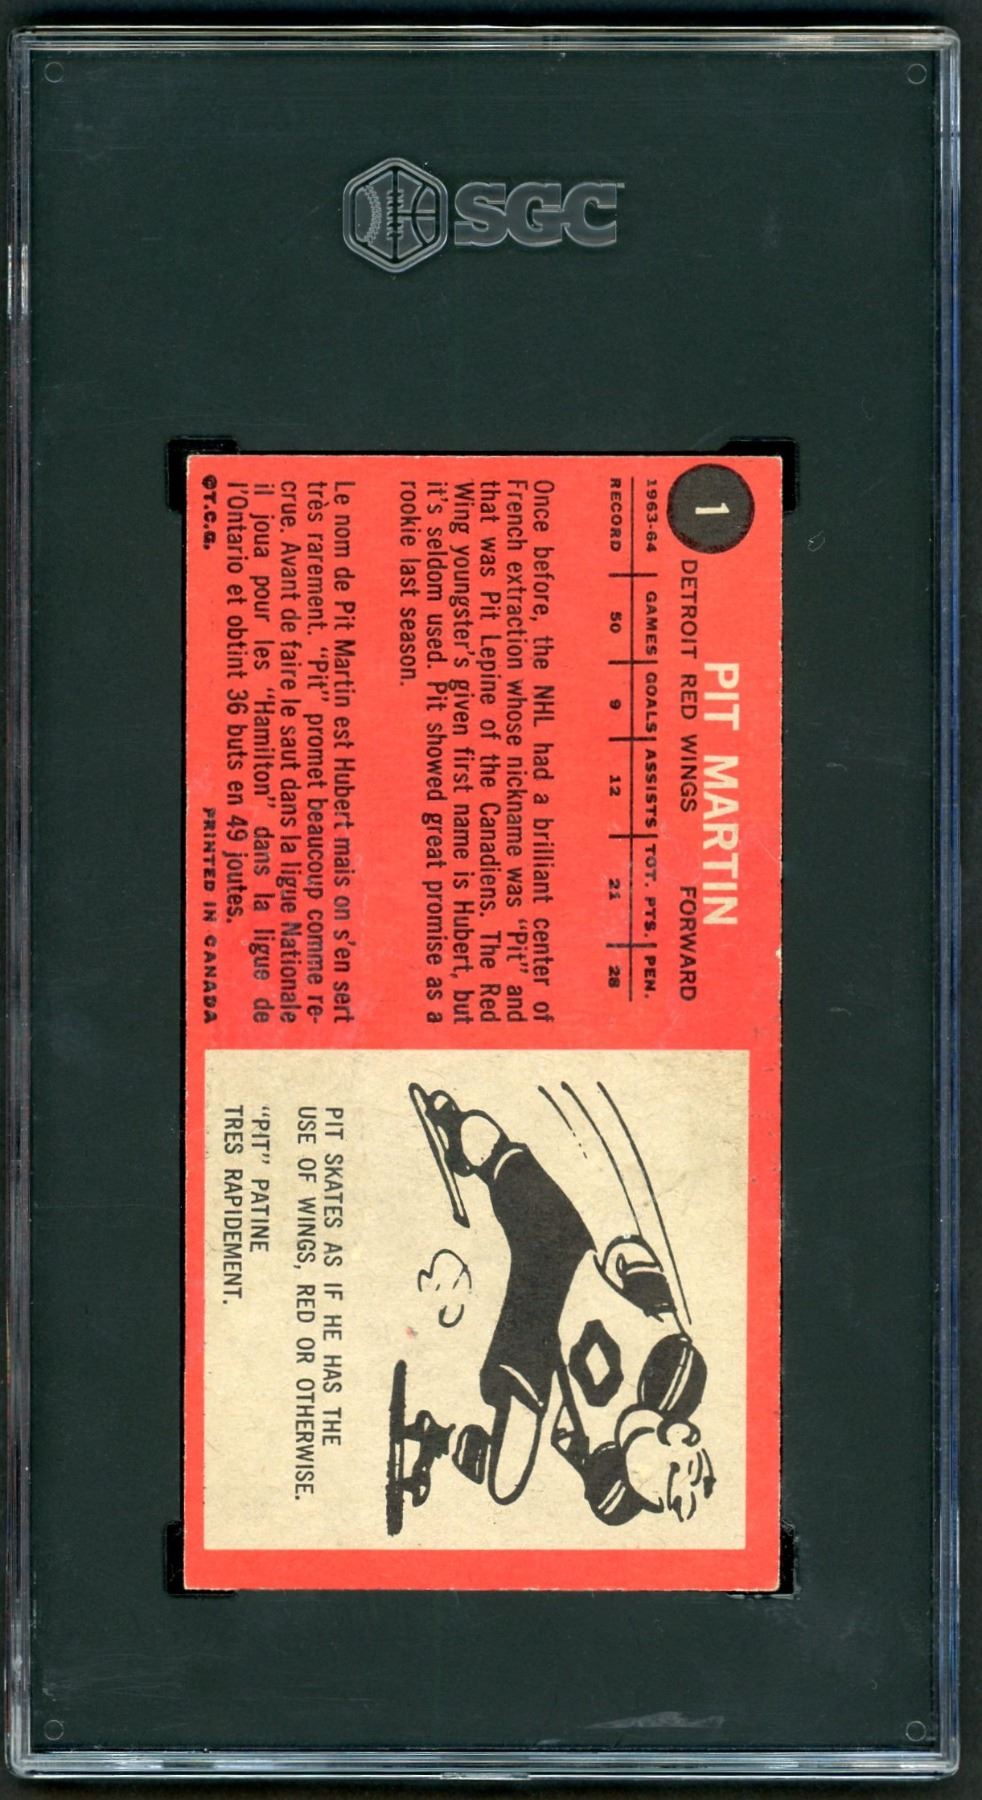 SGC
1
PIT MARTIN
DETROIT RED WINGS FORWARD
1963-64 GAMES GOALS ASSISTS TOT. PTS. PEN.
RECORD 50 9 12 21 28
Once before, the NHL had a brilliant center of
French extraction whose nickname was "Pit" and
that was Pit Lepine of the Canadiens. The Red
Wing youngster's given first name is Hubert, but
it's seldom used. Pit showed great promise as a
rookie last season.
Le nom de Pit Martin est Hubert mais on s'en sert
très rarement. "Pit" promet beaucoup comme re-
crue. Avant de faire le saut dans la ligue Nationale
il joua pour les "Hamilton" dans la ligue de
l'Ontario et obtint 36 buts en 49 joutes.
©T.C.G. PRINTED IN CANADA
PIT SKATES AS IF HE HAS THE
USE OF WINGS, RED OR OTHERWISE.
"PIT" PATINE
TRES RAPIDEMENT.